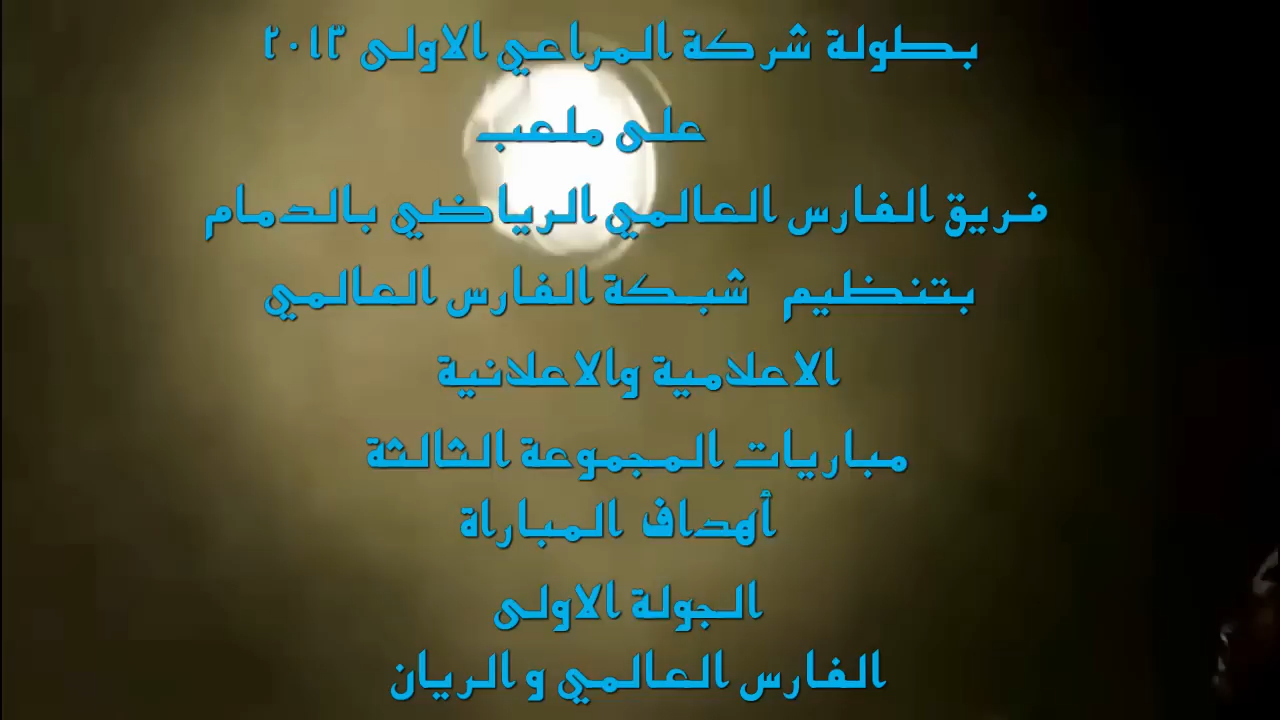 بطولة شركة المراعي الاولى ٢٠١٣
على ملعب
فريق الفارس العالمي الرياضي بالدمام
بتنظيم شبكة الفارس العالمي
الاعلامية والاعلانية
مباريات المجموعة الثالثة
أهداف المباراة
الجولة الاولى
الفارس العالمي و الريان